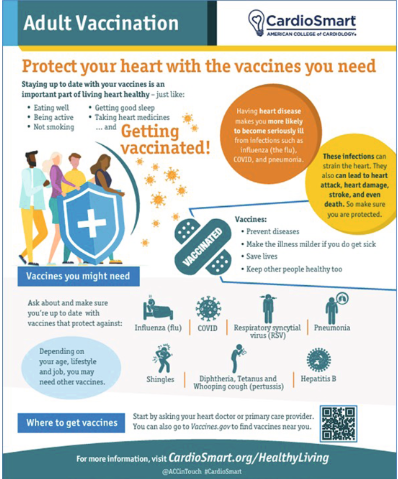 Adult Vaccination
CardioSmart
AMERICAN COLLEGE of CARDIOLOGY®
Protect your heart with the vaccines you need
Staying up to date with your vaccines is an
important part of living heart healthy – just like:
• Eating well
• Being active
• Not smoking
• Getting good sleep
• Taking heart medicines
... and
Getting
vaccinated!
Having heart disease
makes you more likely
to become seriously ill
from infections such as
influenza (the flu),
COVID, and pneumonia.
These infections can
strain the heart. They
also can lead to heart
attack, heart damage,
stroke, and even
death. So make sure
you are protected.
VACCINATED
Vaccines:
• Prevent diseases
• Make the illness milder if you do get sick
• Save lives
• Keep other people healthy too
Vaccines you might need
Ask about and make sure
you're up to date with
vaccines that protect against:
Influenza (flu)
COVID
Respiratory syncytial
virus (RSV)
Pneumonia
Depending on
your age, lifestyle
and job, you may
need other vaccines.
Shingles
Diphtheria, Tetanus and
Whooping cough (pertussis)
Hepatitis B
Where to get vaccines
Start by asking your heart doctor or primary care provider.
You can also go to Vaccines.gov to find vaccines near you.
For more information, visit CardioSmart.org/HealthyLiving
@ACCinTouch #CardioSmart